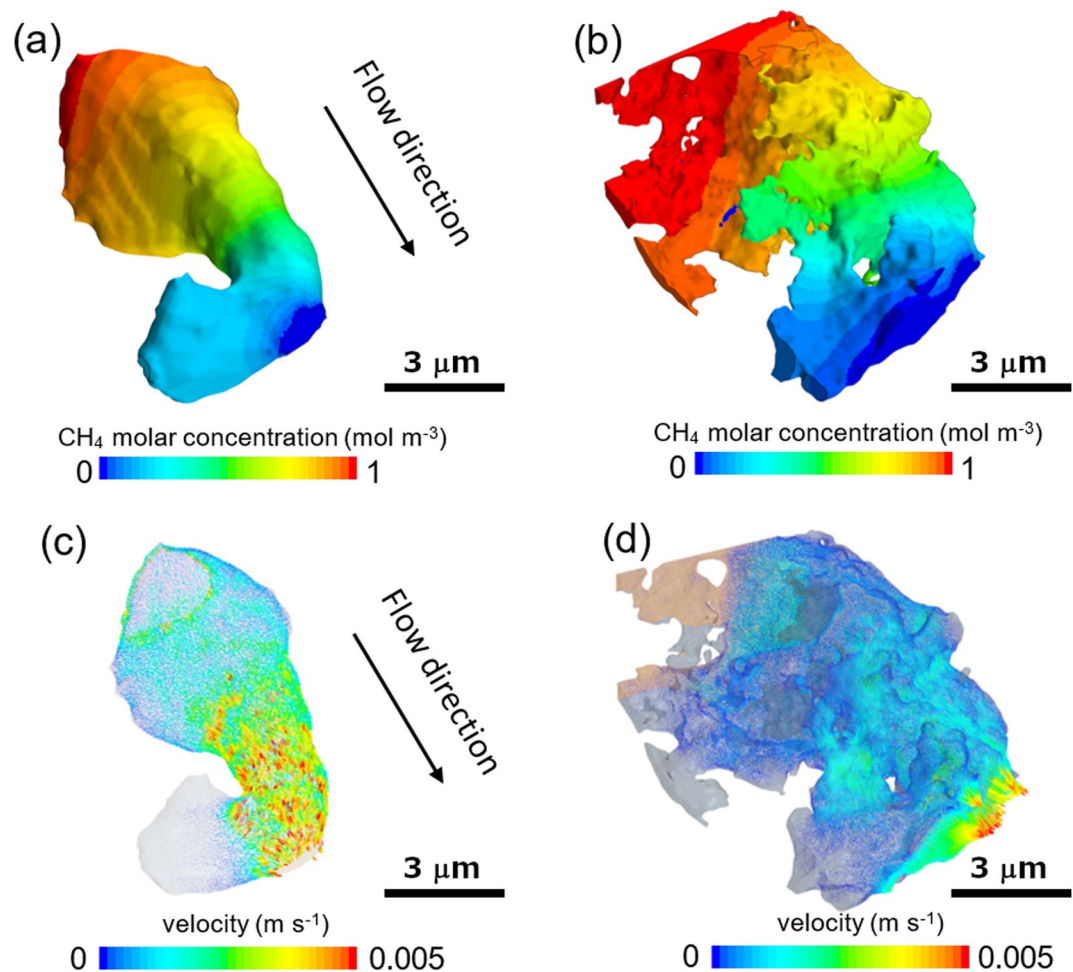 (a)
(b)
Flow direction
3 μm
3 μm
CH₄ molar concentration (mol m⁻³)
0 1
CH₄ molar concentration (mol m⁻³)
0 1
(c)
(d)
Flow direction
3 μm
3 μm
velocity (m s⁻¹)
0 0.005
velocity (m s⁻¹)
0 0.005